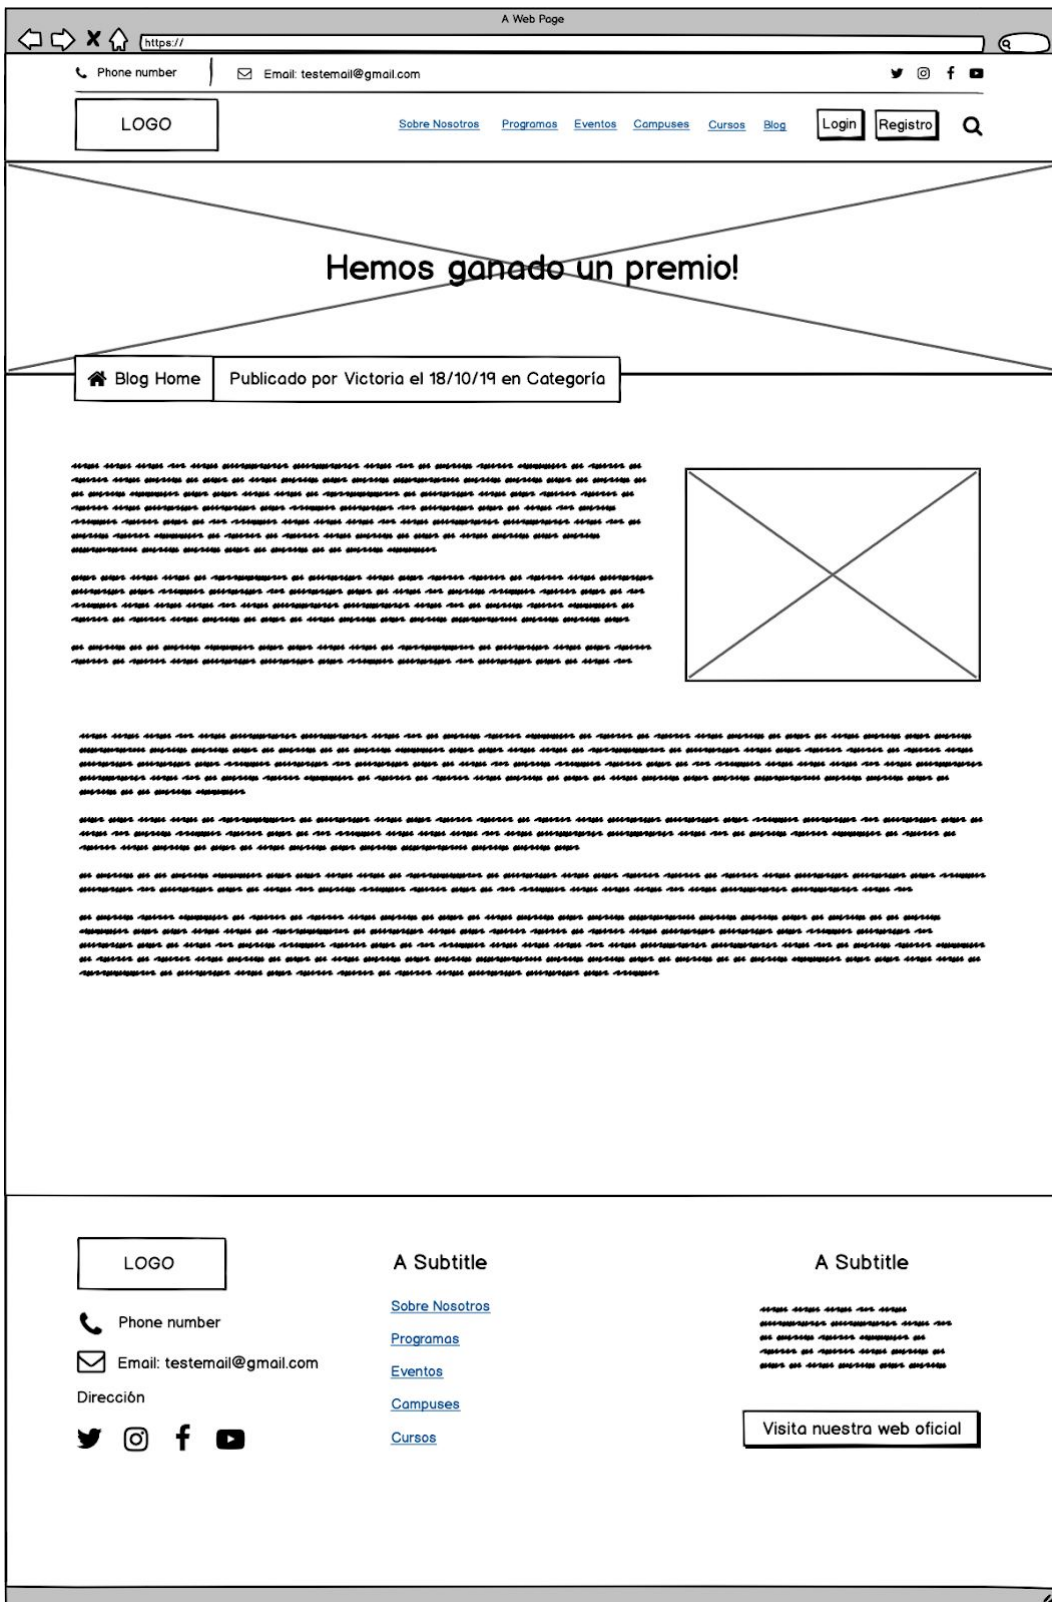 A Web Page
https://
Phone number
Email: testemail@gmail.com
LOGO
Sobre Nosotros Programas Eventos Campuses Cursos Blog Login Registro
Hemos ganado un premio!
Blog Home
Publicado por Victoria el 18/10/19 en Categoría
LOGO
Phone number
Email: testemail@gmail.com
Dirección
A Subtitle
Sobre Nosotros
Programas
Eventos
Campuses
Cursos
A Subtitle
Visita nuestra web oficial